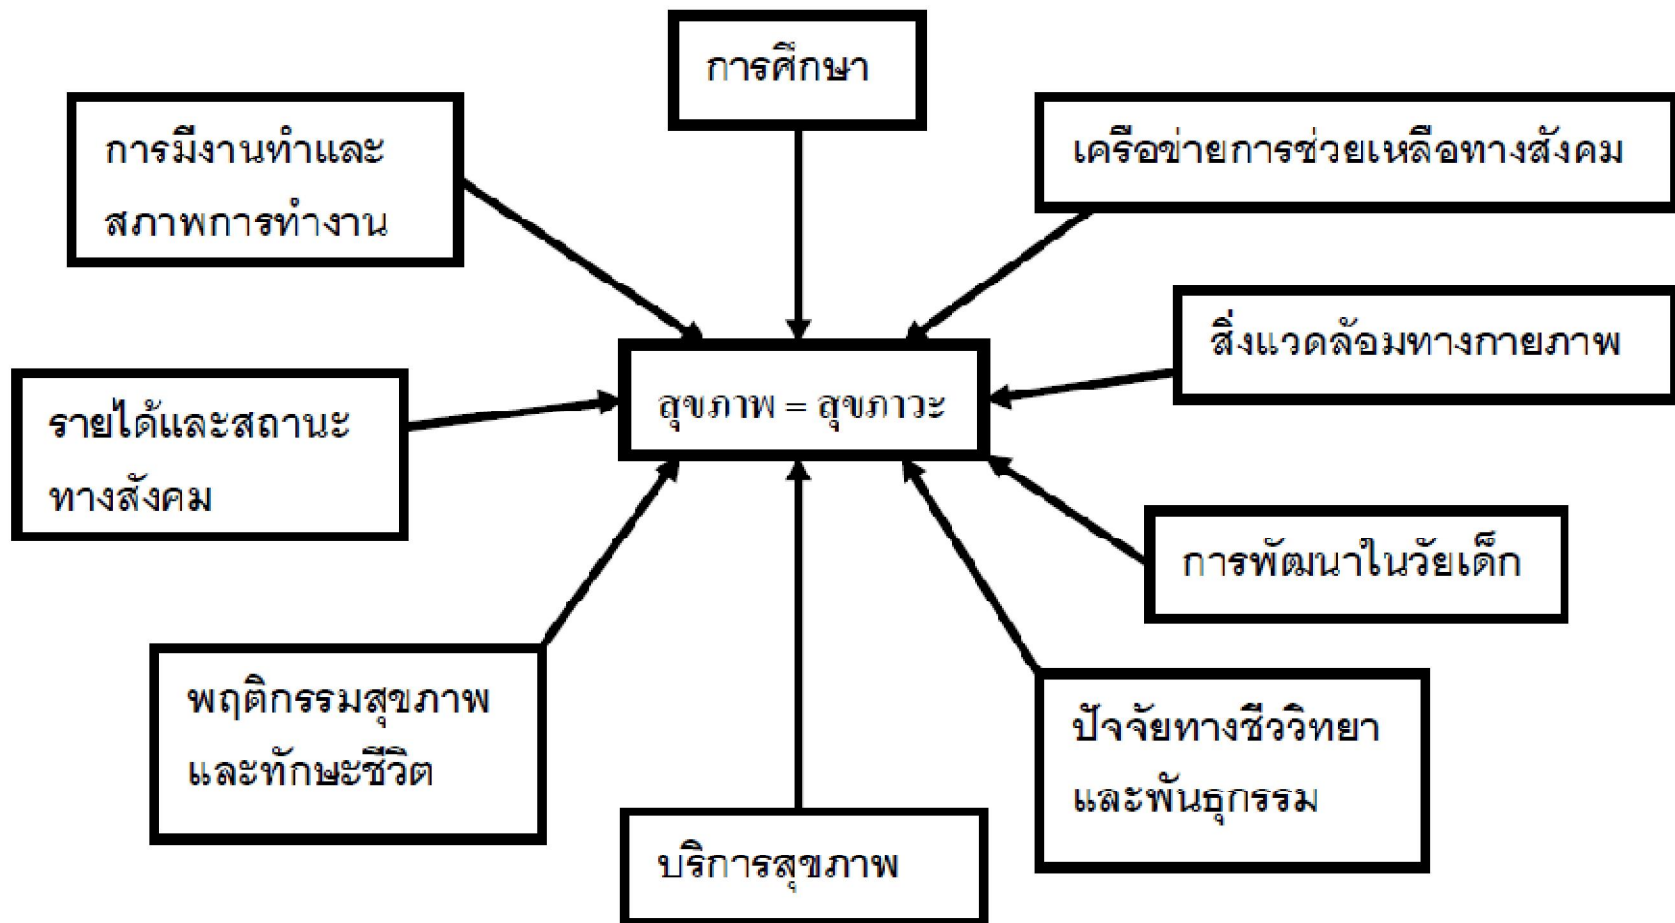 การศึกษา
การมีงานทำและ
สภาพการทำงาน
เครือข่ายการช่วยเหลือทางสังคม
สิ่งแวดล้อมทางกายภาพ
สุขภาพ = สุขภาวะ
รายได้และสถานะ
ทางสังคม
การพัฒนาในวัยเด็ก
พฤติกรรมสุขภาพ
และทักษะชีวิต
ปัจจัยทางชีววิทยา
และพันธุกรรม
บริการสุขภาพ